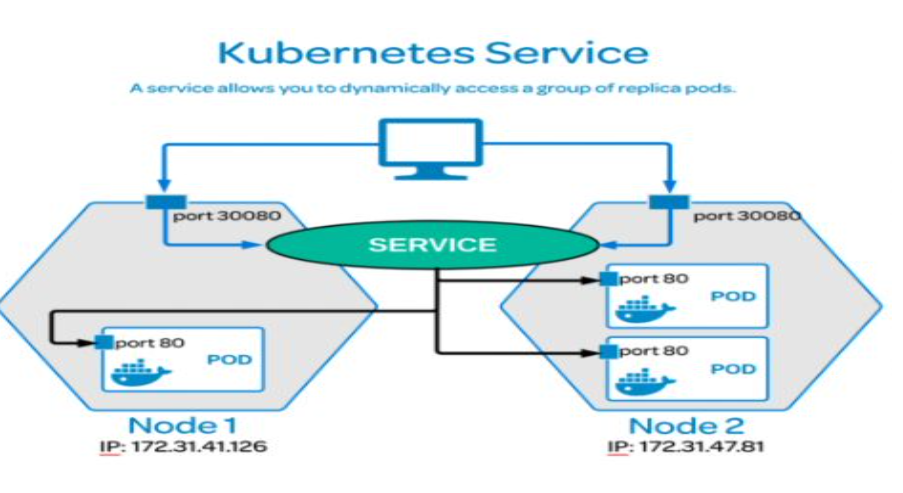 Kubernetes Service
A service allows you to dynamically access a group of replica pods.
port 30080
port 30080
SERVICE
port 80
POD
port 80
POD
port 80
POD
Node 1
IP: 172.31.41.126
Node 2
IP: 172.31.47.81